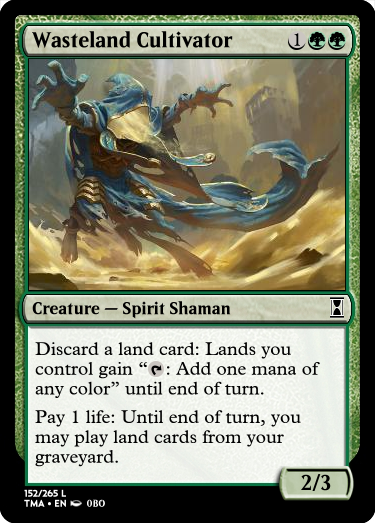 Wasteland Cultivator 1
Creature — Spirit Shaman
Discard a land card: Lands you
control gain “: Add one mana of
any color” until end of turn.
Pay 1 life: Until end of turn, you
may play land cards from your
graveyard.
2/3
152/265 L
TMA • EN OBO